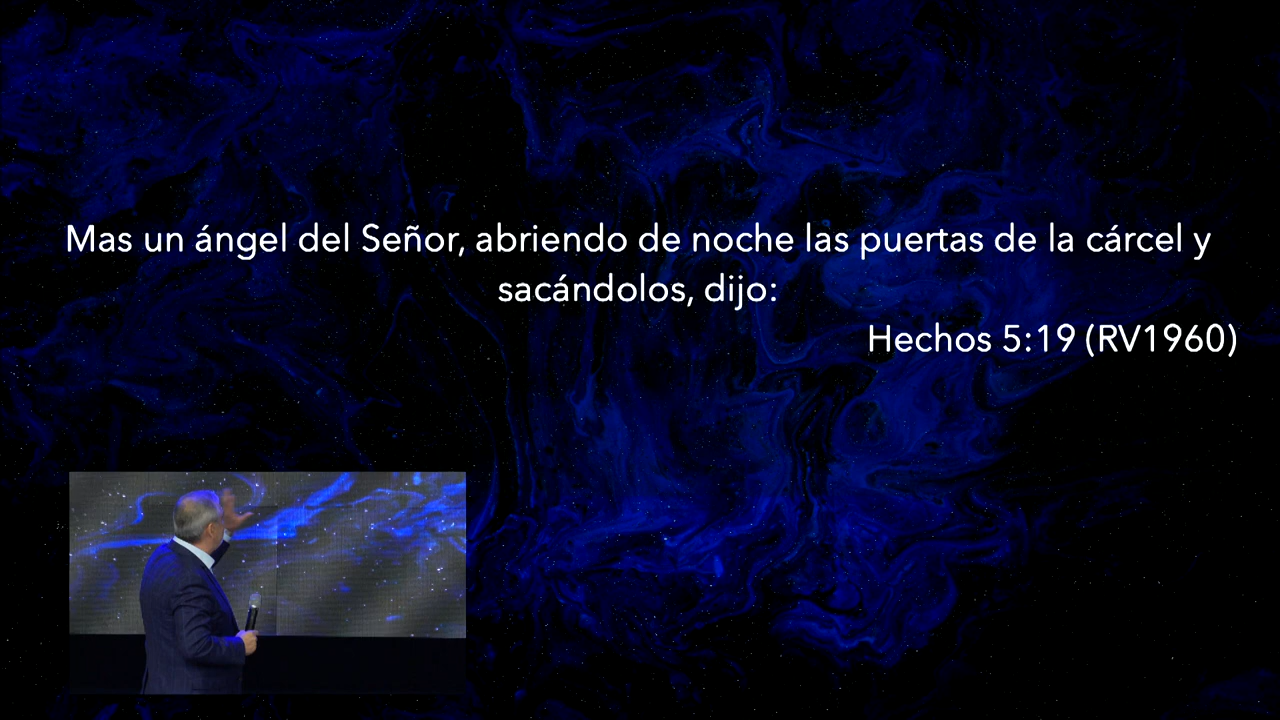 Mas un ángel del Señor, abriendo de noche las puertas de la cárcel y
sacándolos, dijo:
Hechos 5:19 (RV1960)